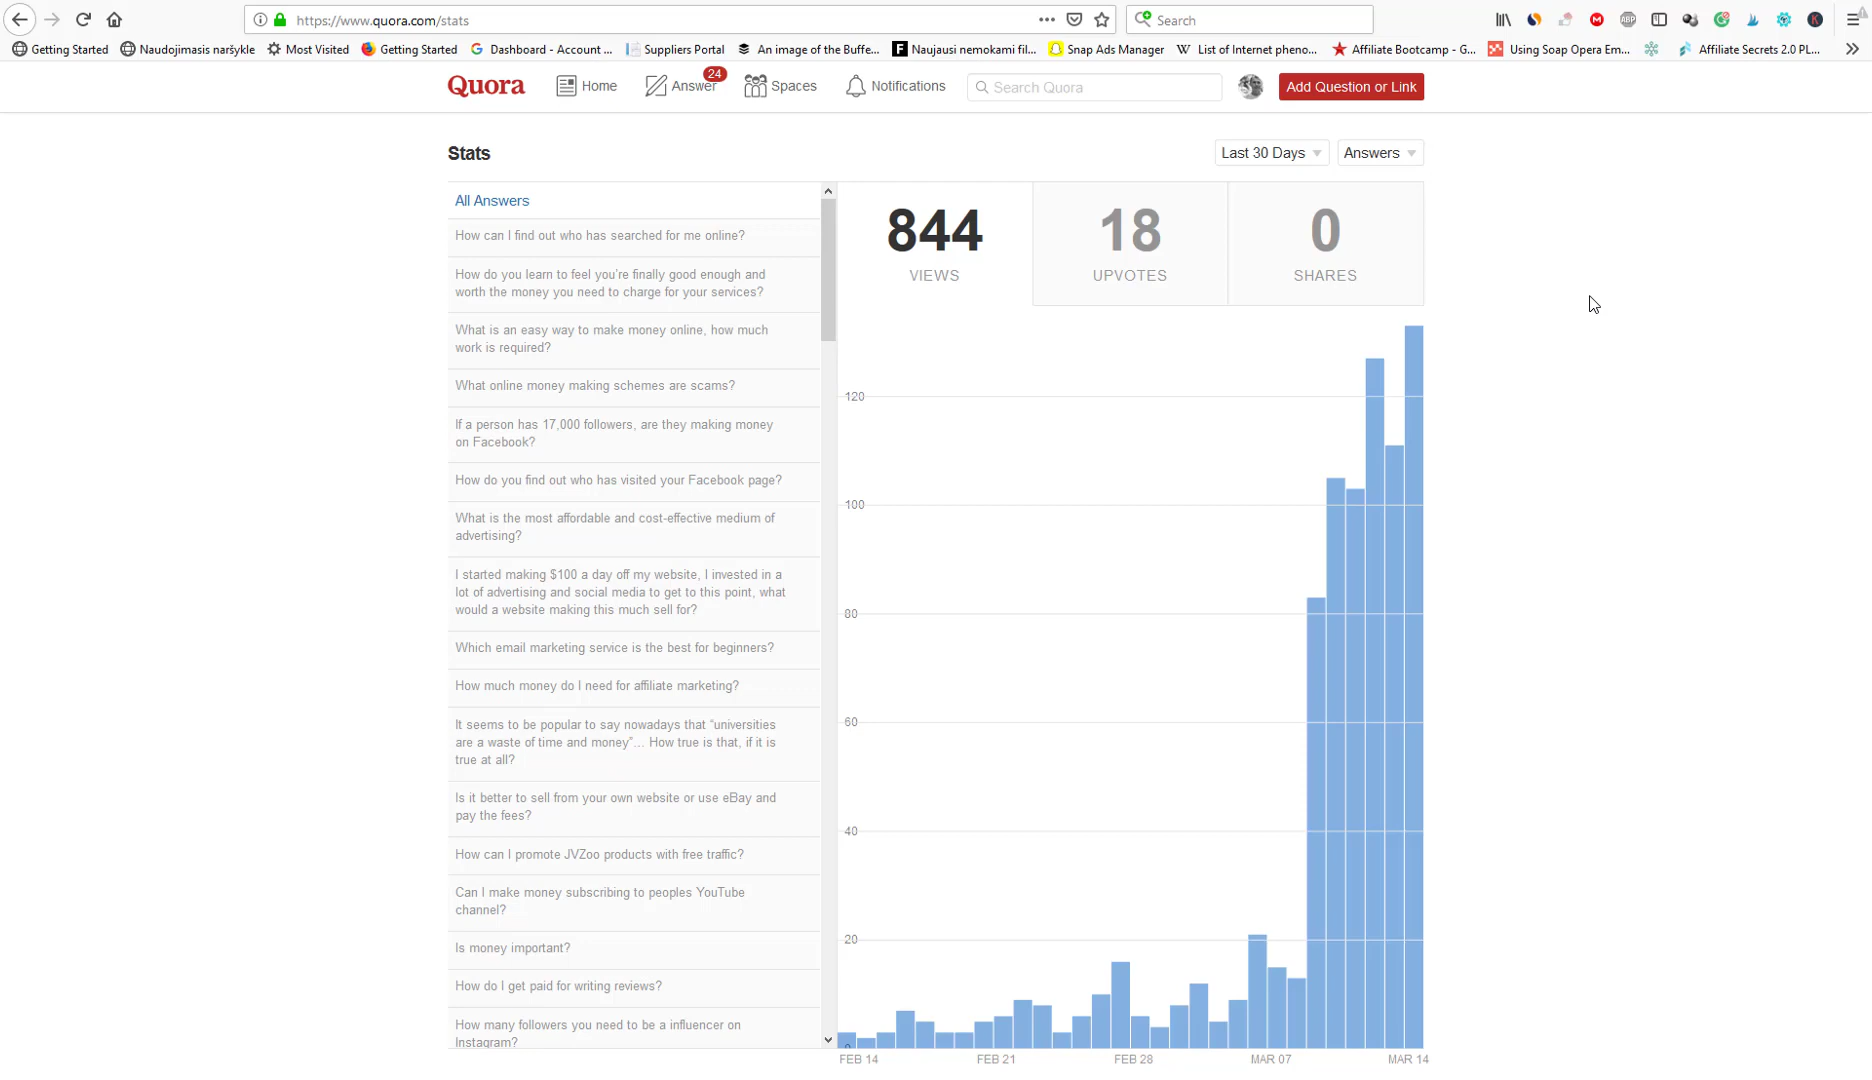 https://www.quora.com/stats
Search
ABP
K
Getting Started
Naudojimasis naršykle
Most Visited
Getting Started
Dashboard - Account ...
Suppliers Portal
An image of the Buffe...
Naujausi nemokami fil...
Snap Ads Manager
List of Internet pheno...
Affiliate Bootcamp - G...
Using Soap Opera Em...
Affiliate Secrets 2.0 PL...
Quora
Home
Answer
24
Spaces
Notifications
Search Quora
Add Question or Link
Stats
Last 30 Days
Answers
All Answers
How can I find out who has searched for me online?
How do you learn to feel you're finally good enough and
worth the money you need to charge for your services?
What is an easy way to make money online, how much
work is required?
What online money making schemes are scams?
If a person has 17,000 followers, are they making money
on Facebook?
How do you find out who has visited your Facebook page?
What is the most affordable and cost-effective medium of
advertising?
I started making $100 a day off my website, I invested in a
lot of advertising and social media to get to this point, what
would a website making this much sell for?
Which email marketing service is the best for beginners?
How much money do I need for affiliate marketing?
It seems to be popular to say nowadays that “universities
are a waste of time and money”... How true is that, if it is
true at all?
Is it better to sell from your own website or use eBay and
pay the fees?
How can I promote JVZoo products with free traffic?
Can I make money subscribing to peoples YouTube
channel?
Is money important?
How do I get paid for writing reviews?
How many followers you need to be a influencer on
Instagram?
844
VIEWS
18
UPVOTES
0
SHARES
120
100
80
60
40
20
0
FEB 14
FEB 21
FEB 28
MAR 07
MAR 14